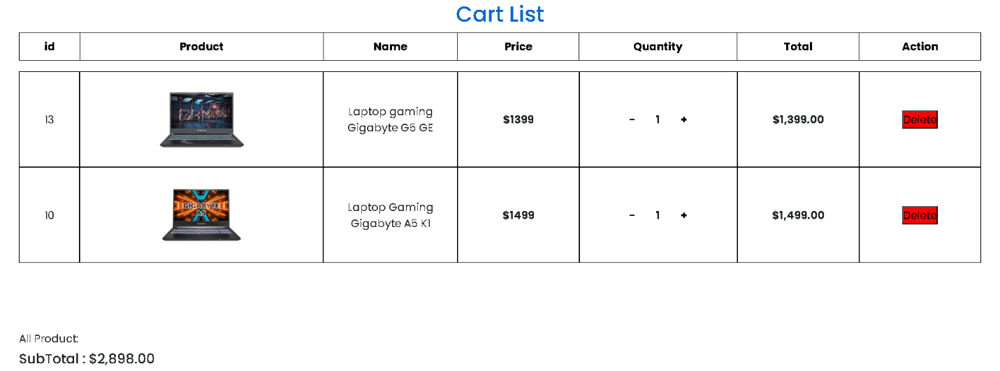 Cart List
id Product Name Price Quantity Total Action
13 GAMING Laptop gaming $1399 - 1 + $1,399.00 Delete
Gigabyte G5 GE
10 GIGABYTE Laptop Gaming $1499 - 1 + $1,499.00 Delete
A5 Gigabyte A5 K1
All Product:
SubTotal : $2,898.00